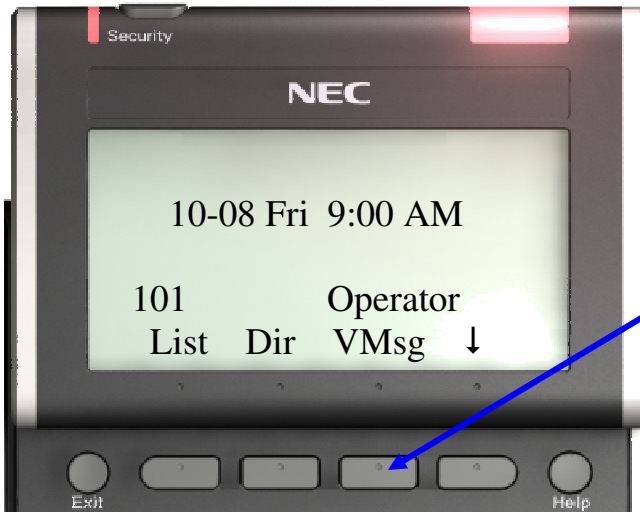 Security
NEC
10-08 Fri 9:00 AM
101 Operator
List Dir VMsg ↓
Exit Help